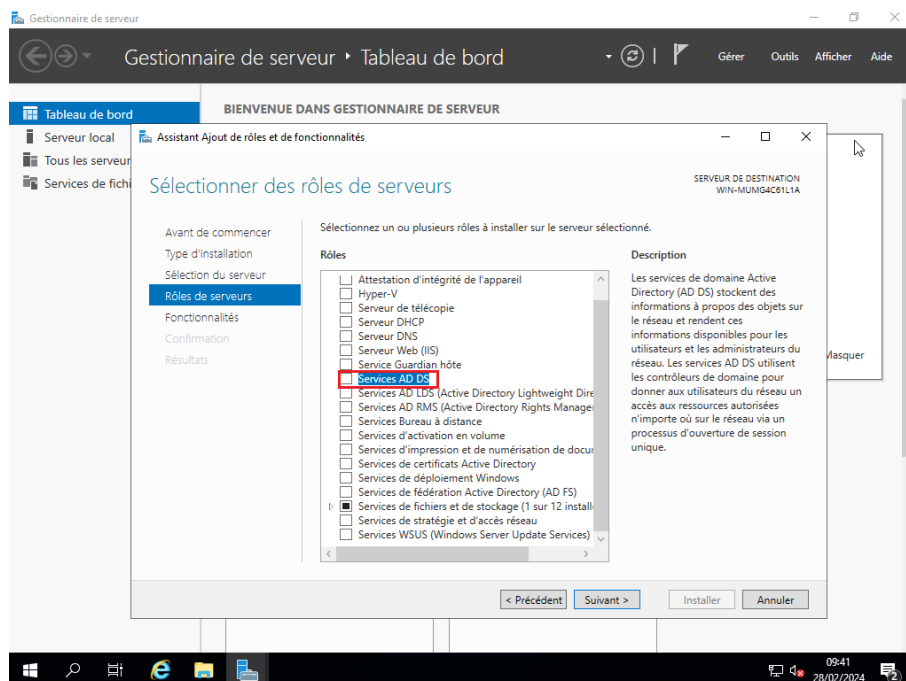 Gestionnaire de serveur
Gestionnaire de serveur
Tableau de bord
Gérer
Outils
Afficher
Aide
Tableau de bord
Serveur local
Tous les serveur
Services de fichi
BIENVENUE DANS GESTIONNAIRE DE SERVEUR
Assistant Ajout de rôles et de fonctionnalités
Sélectionner des rôles de serveurs
SERVEUR DE DESTINATION
WIN-MUMG4C61L1A
Avant de commencer
Type d'installation
Sélection du serveur
Rôles de serveurs
Fonctionnalités
Confirmation
Résultats
Sélectionnez un ou plusieurs rôles à installer sur le serveur sélectionné.
Rôles
Attestation d'intégrité de l'appareil
Hyper-V
Serveur de télécopie
Serveur DHCP
Serveur DNS
Serveur Web (IIS)
Service Guardian hôte
Services AD DS
Services AD LDS (Active Directory Lightweight Dire
Services AD RMS (Active Directory Rights Manage
Services Bureau à distance
Services d'activation en volume
Services d'impression et de numérisation de docu
Services de certificats Active Directory
Services de déploiement Windows
Services de fédération Active Directory (AD FS)
Services de fichiers et de stockage (1 sur 12 install
Services de stratégie et d'accès réseau
Services WSUS (Windows Server Update Services)
Description
Les services de domaine Active
Directory (AD DS) stockent des
informations à propos des objets sur
le réseau et rendent ces
informations disponibles pour les
utilisateurs et les administrateurs du
réseau. Les services AD DS utilisent
les contrôleurs de domaine pour
donner aux utilisateurs du réseau un
accès aux ressources autorisées
n'importe où sur le réseau via un
processus d'ouverture de session
unique.
Masquer
< Précédent
Suivant >
Installer
Annuler
09:41
28/02/2024
2